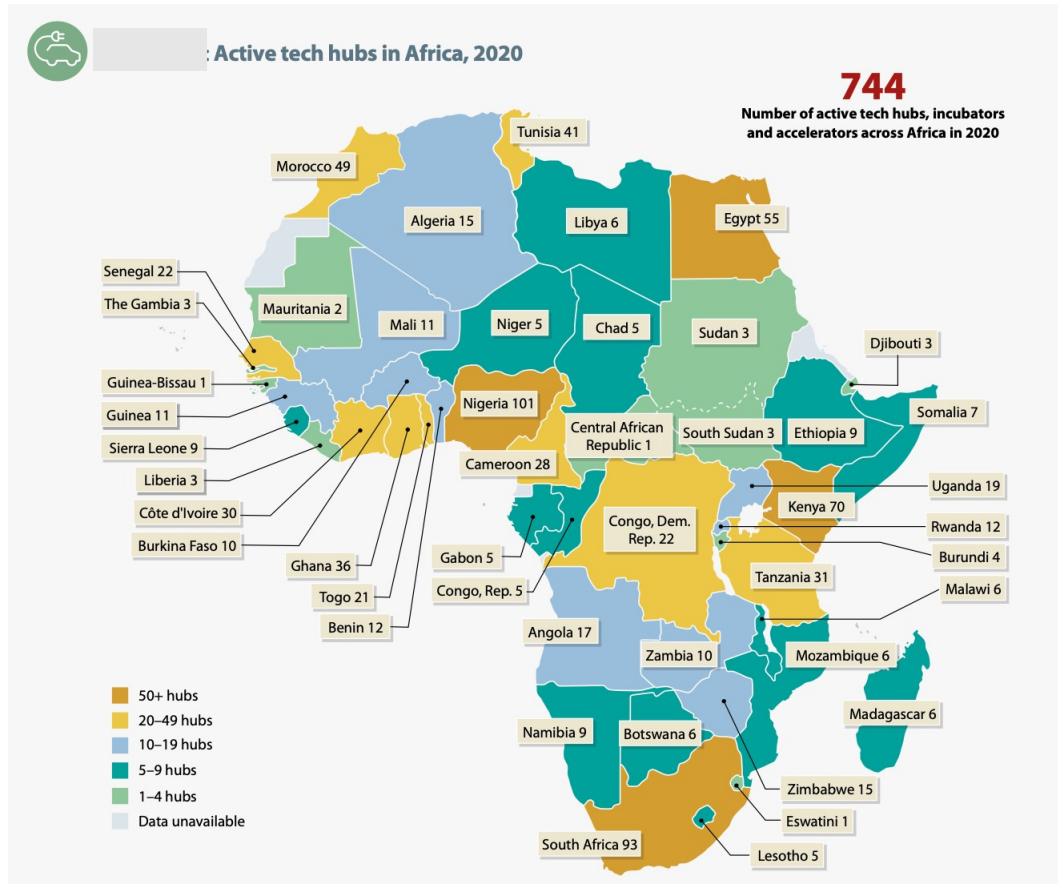 : Active tech hubs in Africa, 2020
744
Number of active tech hubs, incubators
and accelerators across Africa in 2020
Tunisia 41
Morocco 49
Algeria 15
Libya 6
Egypt 55
Senegal 22
The Gambia 3
Mauritania 2
Mali 11
Niger 5
Chad 5
Sudan 3
Djibouti 3
Guinea-Bissau 1
Guinea 11
Sierra Leone 9
Liberia 3
Côte d'Ivoire 30
Burkina Faso 10
Ghana 36
Togo 21
Benin 12
Nigeria 101
Cameroon 28
Central African
Republic 1
South Sudan 3
Ethiopia 9
Somalia 7
Uganda 19
Kenya 70
Rwanda 12
Burundi 4
Gabon 5
Congo, Rep. 5
Congo, Dem.
Rep. 22
Tanzania 31
Malawi 6
Angola 17
Zambia 10
Mozambique 6
Madagascar 6
Namibia 9
Botswana 6
Zimbabwe 15
Eswatini 1
South Africa 93
Lesotho 5
50+ hubs
20–49 hubs
10–19 hubs
5–9 hubs
1–4 hubs
Data unavailable